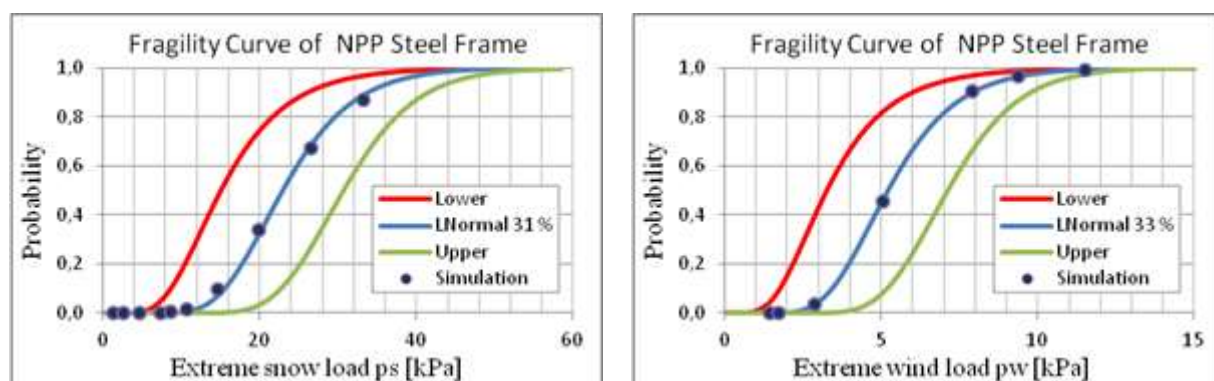 Fragility Curve of NPP Steel Frame
Probability
1,0
0,8
0,6
0,4
0,2
0,0
Lower
LNormal 31 %
Upper
Simulation
0
20
40
60
Extreme snow load ps [kPa]
Fragility Curve of NPP Steel Frame
Probability
1,0
0,8
0,6
0,4
0,2
0,0
Lower
LNormal 33 %
Upper
Simulation
0
5
10
15
Extreme wind load pw [kPa]